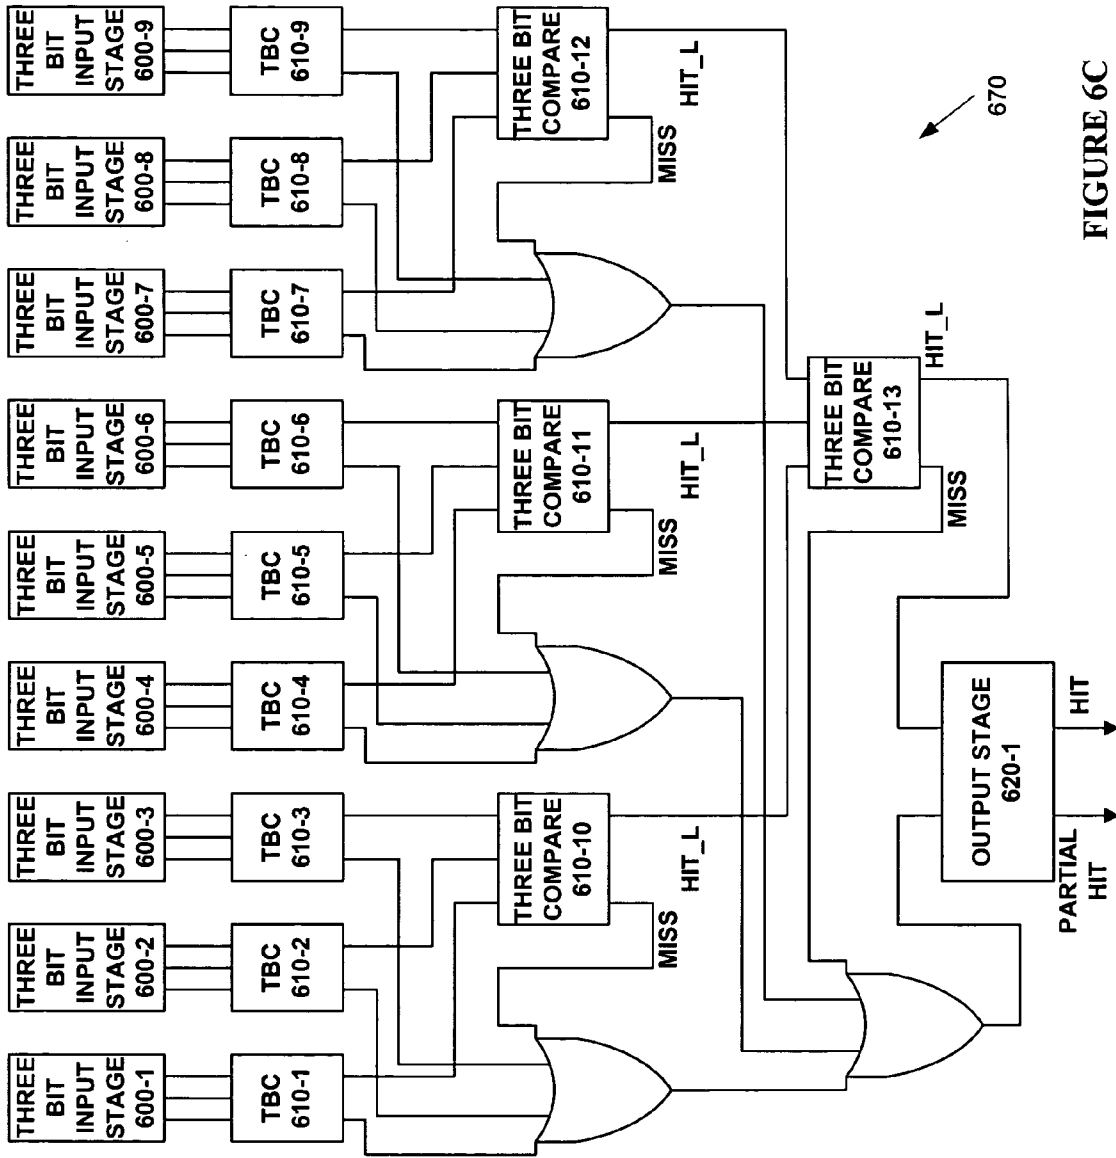 THREE
BIT
INPUT
STAGE
600-1
THREE
BIT
INPUT
STAGE
600-2
THREE
BIT
INPUT
STAGE
600-3
THREE
BIT
INPUT
STAGE
600-4
THREE
BIT
INPUT
STAGE
600-5
THREE
BIT
INPUT
STAGE
600-6
THREE
BIT
INPUT
STAGE
600-7
THREE
BIT
INPUT
STAGE
600-8
THREE
BIT
INPUT
STAGE
600-9
TBC
610-1
TBC
610-2
TBC
610-3
TBC
610-4
TBC
610-5
TBC
610-6
TBC
610-7
TBC
610-8
TBC
610-9
THREE BIT
COMPARE
610-10
THREE BIT
COMPARE
610-11
THREE BIT
COMPARE
610-12
MISS
HIT_L
MISS
HIT_L
MISS
HIT_L
THREE BIT
COMPARE
610-13
MISS
HIT_L
OUTPUT STAGE
620-1
PARTIAL
HIT
HIT
670
FIGURE 6C